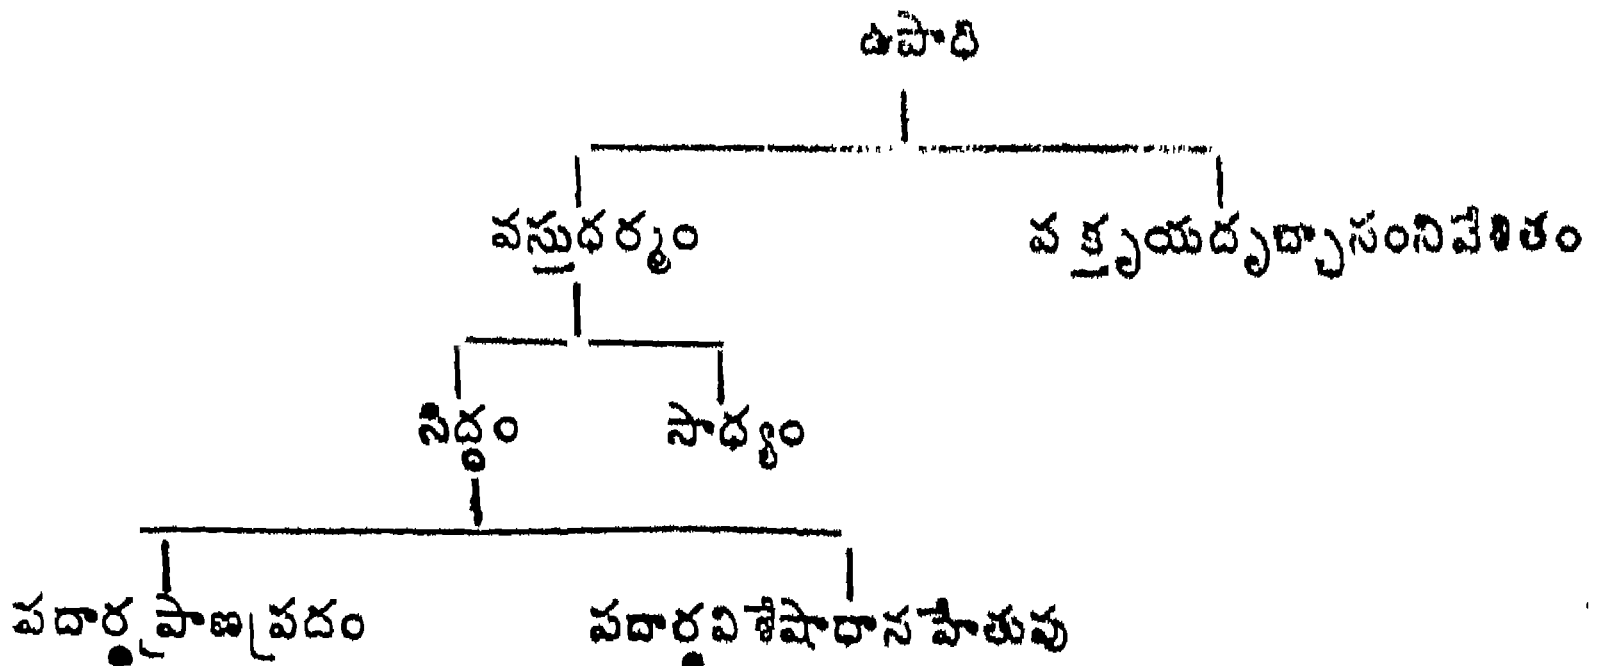 ఉపాధి
వస్తుధర్మం వక్తృయదృచ్ఛాసంనివేశితం
సిద్ధం సాధ్యం
పదార్థప్రాణప్రదం పదార్థవిశేషాధానహేతువు